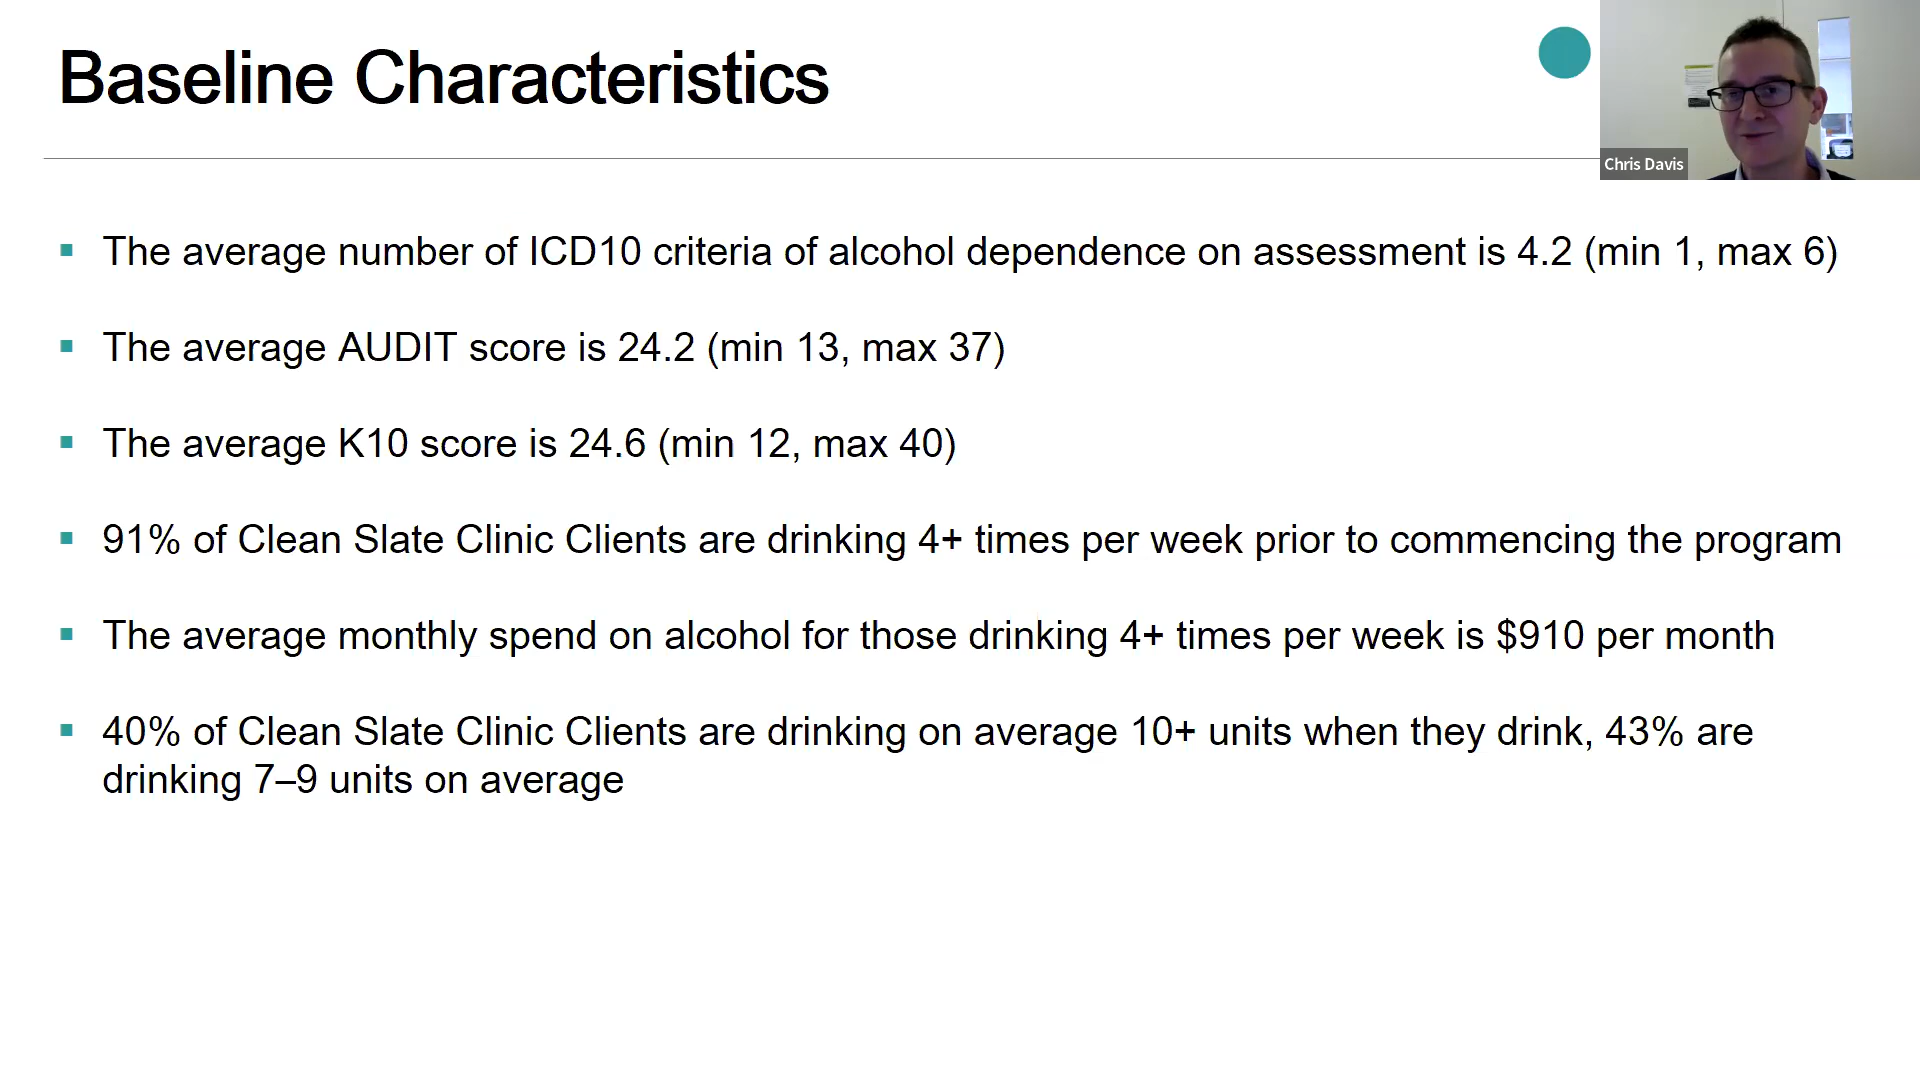 Baseline Characteristics
Chris Davis
The average number of ICD10 criteria of alcohol dependence on assessment is 4.2 (min 1, max 6)
The average AUDIT score is 24.2 (min 13, max 37)
The average K10 score is 24.6 (min 12, max 40)
91% of Clean Slate Clinic Clients are drinking 4+ times per week prior to commencing the program
The average monthly spend on alcohol for those drinking 4+ times per week is $910 per month
40% of Clean Slate Clinic Clients are drinking on average 10+ units when they drink, 43% are
drinking 7–9 units on average